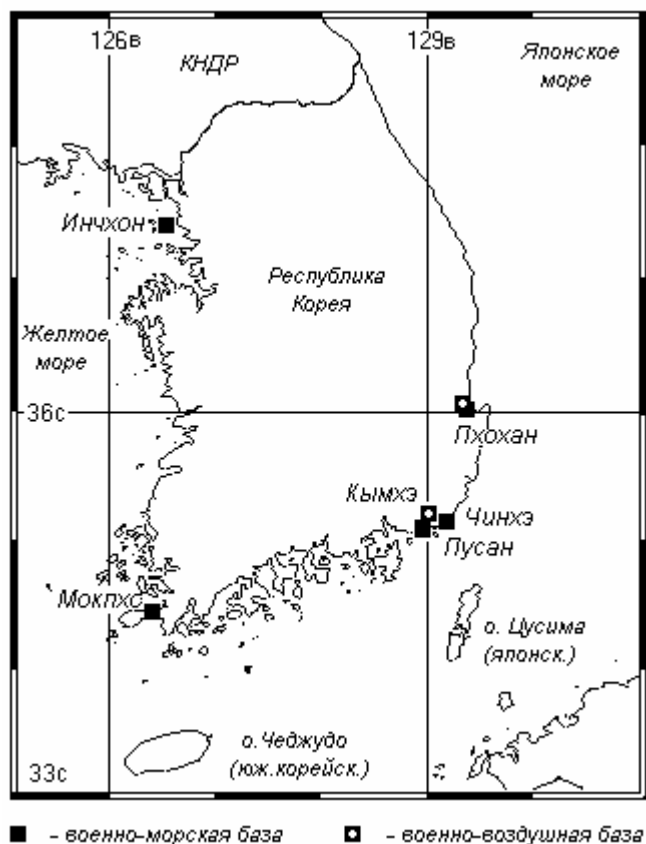 126в
129в
КНДР
Японское
море
Инчхон
Республика
Корея
Желтое
море
36с
Пхохан
Кымхэ
Чинхэ
Пусан
Мокпхо
о. Цусима
(японск.)
о.Чеджудо
(юж.корейск.)
33с
- военно-морская база
- военно-воздушная база